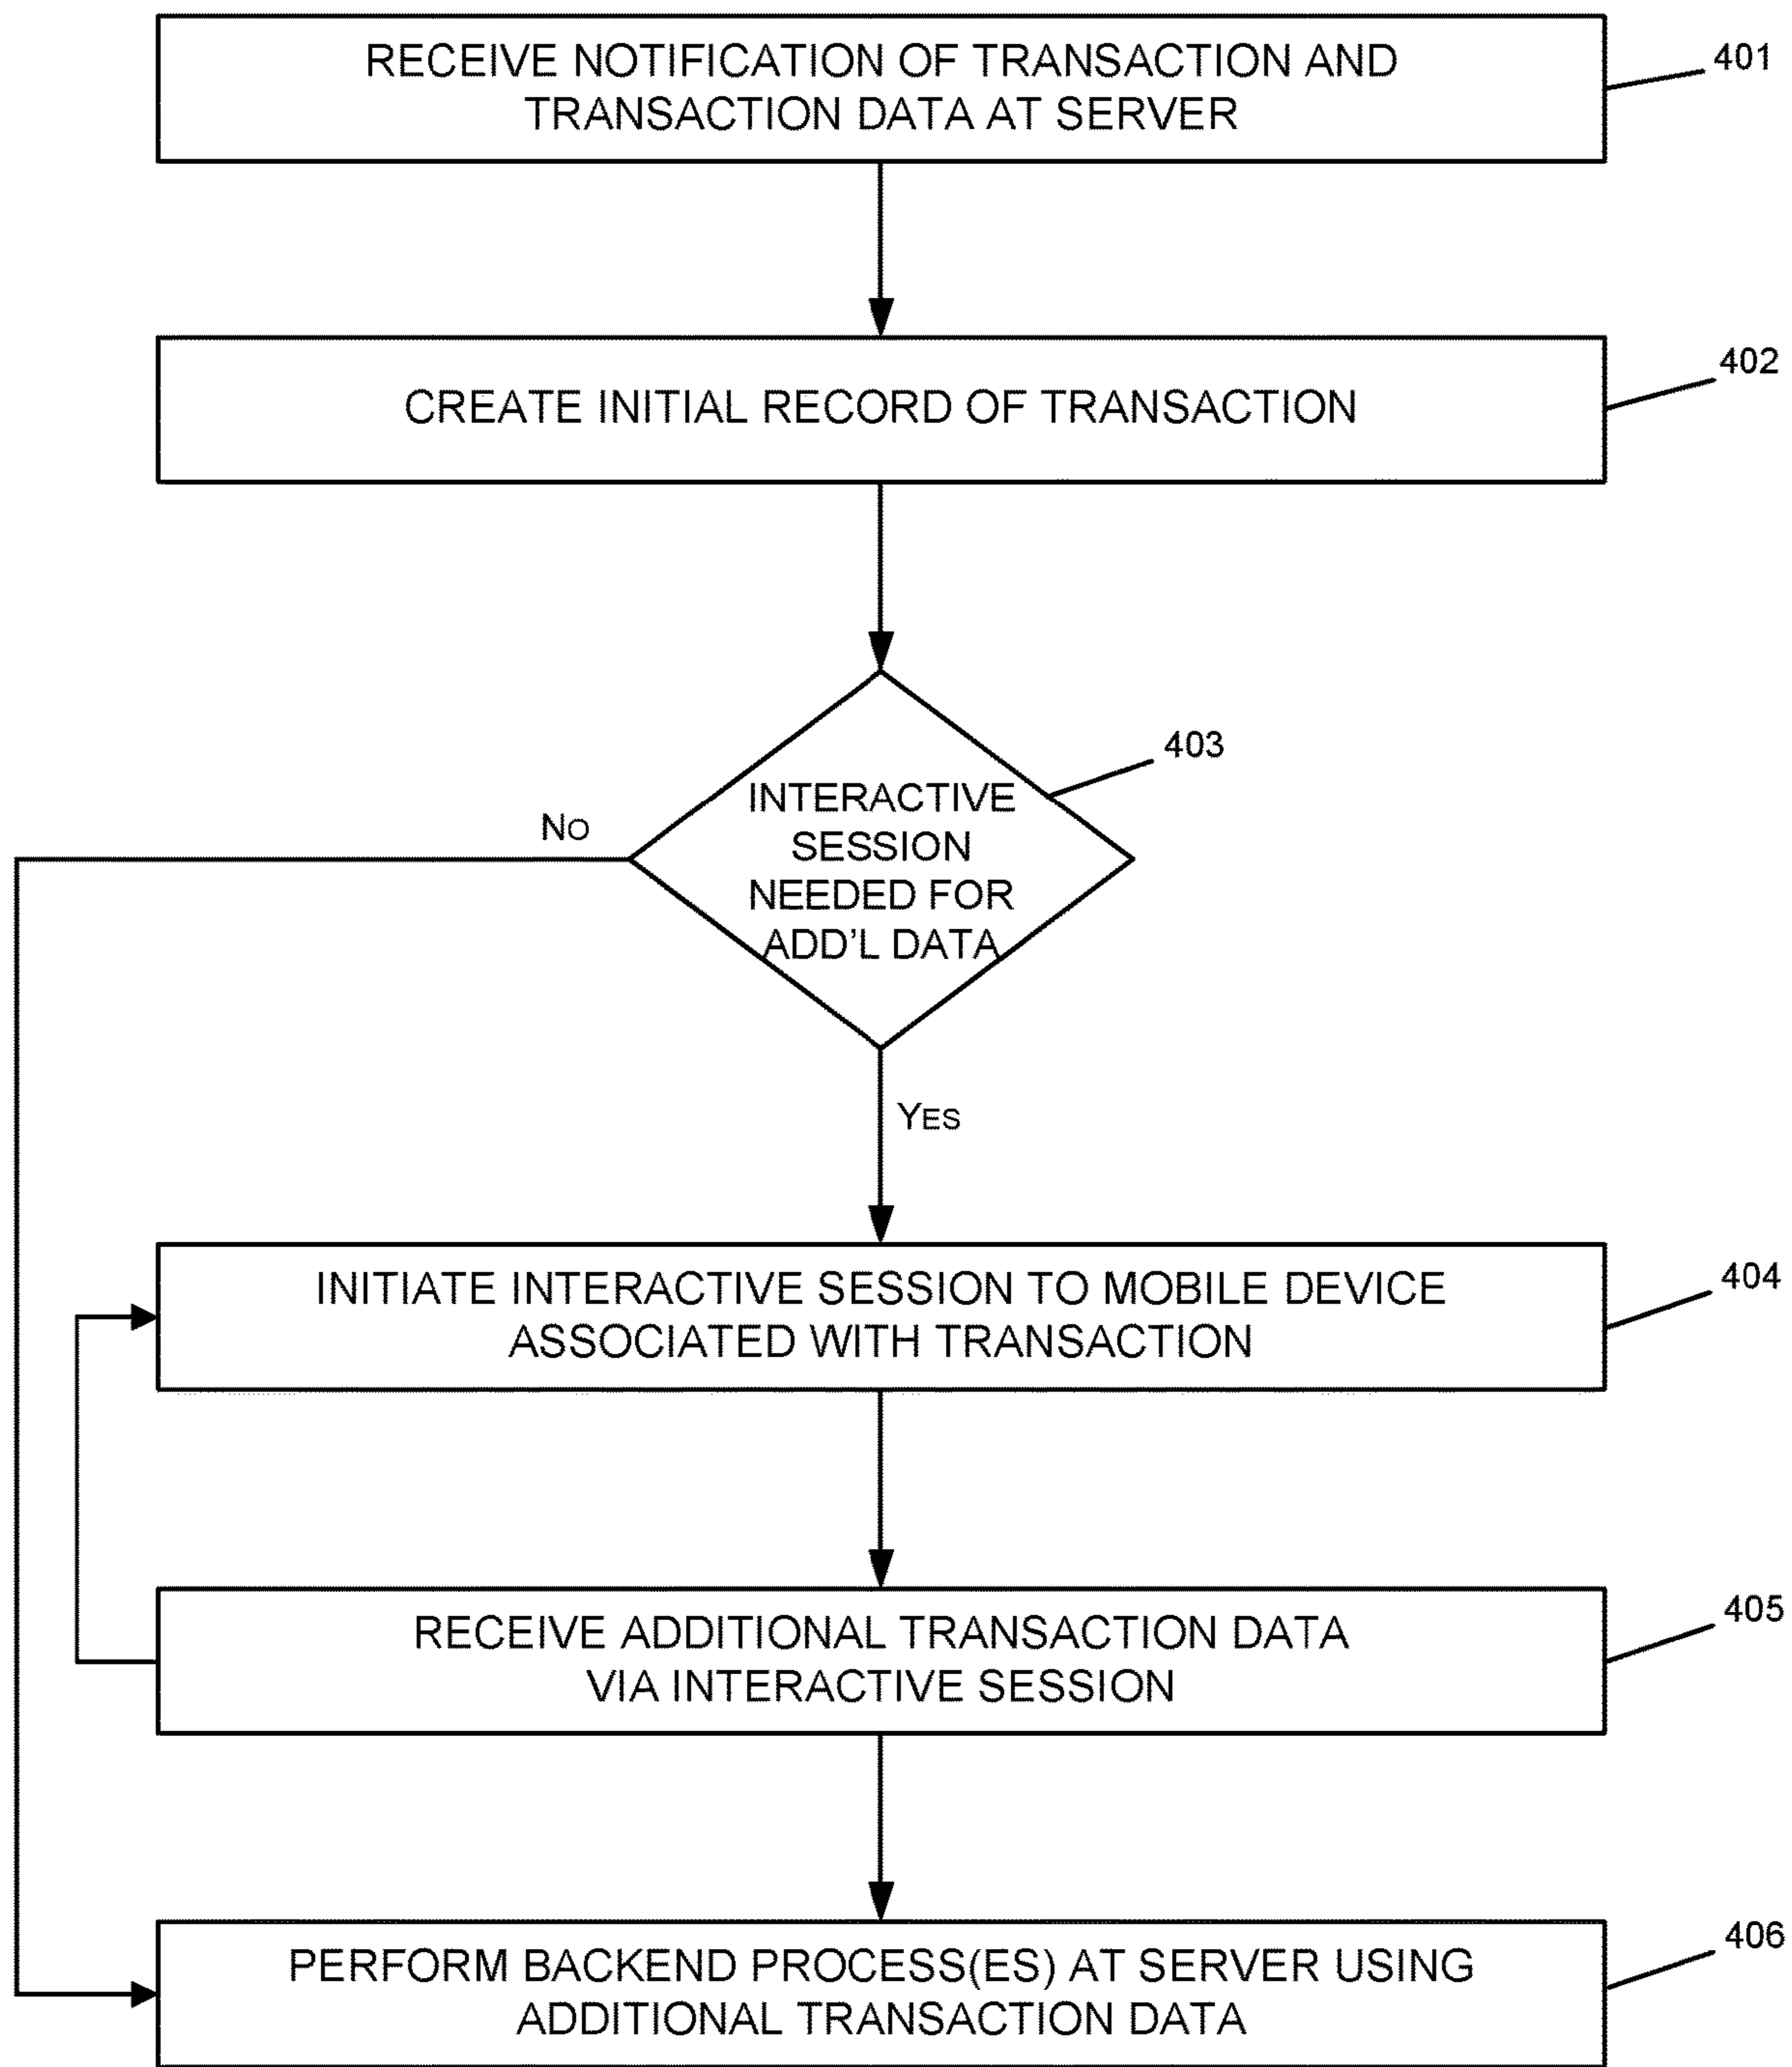 RECEIVE NOTIFICATION OF TRANSACTION AND
TRANSACTION DATA AT SERVER
401
CREATE INITIAL RECORD OF TRANSACTION
402
403
INTERACTIVE
SESSION
NEEDED FOR
ADD'L DATA
NO
YES
INITIATE INTERACTIVE SESSION TO MOBILE DEVICE
ASSOCIATED WITH TRANSACTION
404
RECEIVE ADDITIONAL TRANSACTION DATA
VIA INTERACTIVE SESSION
405
PERFORM BACKEND PROCESS(ES) AT SERVER USING
ADDITIONAL TRANSACTION DATA
406